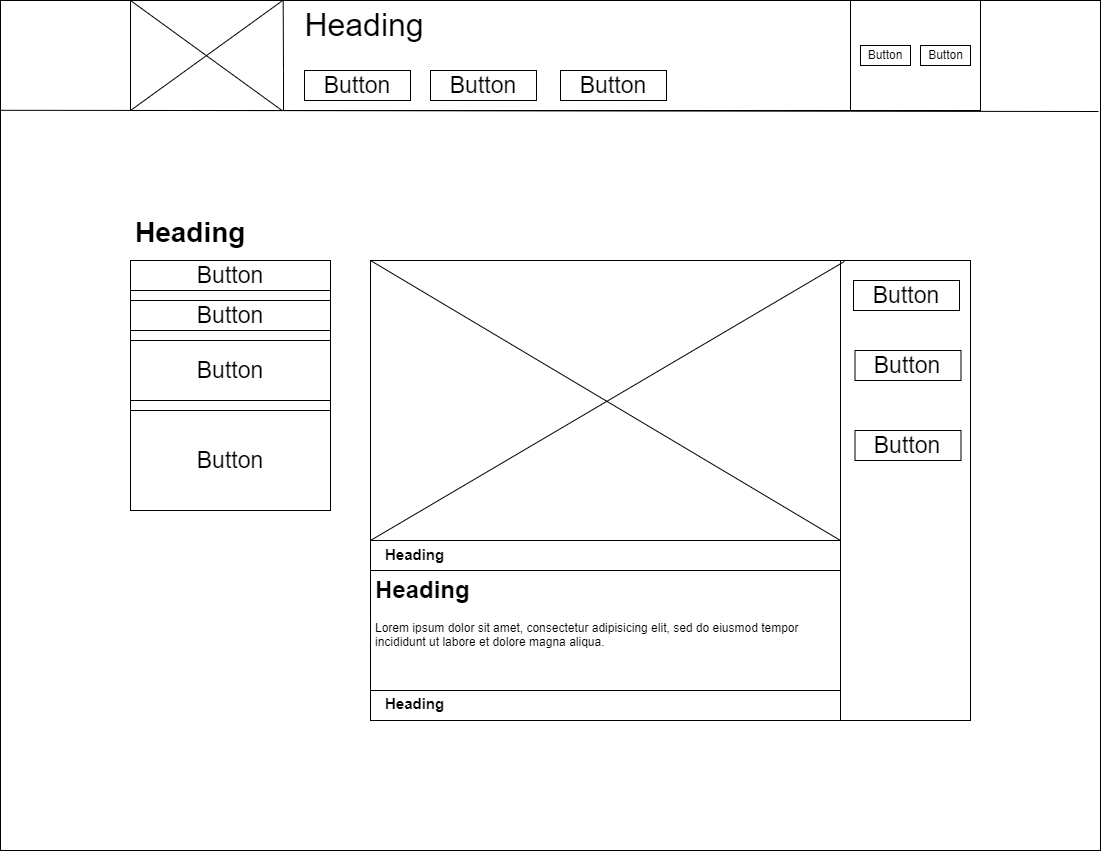 Heading
Button
Button
Button
Button
Button
Heading
Button
Button
Button
Button
Button
Button
Button
Heading
Heading
Lorem ipsum dolor sit amet, consectetur adipisicing elit, sed do eiusmod tempor
incididunt ut labore et dolore magna aliqua.
Heading